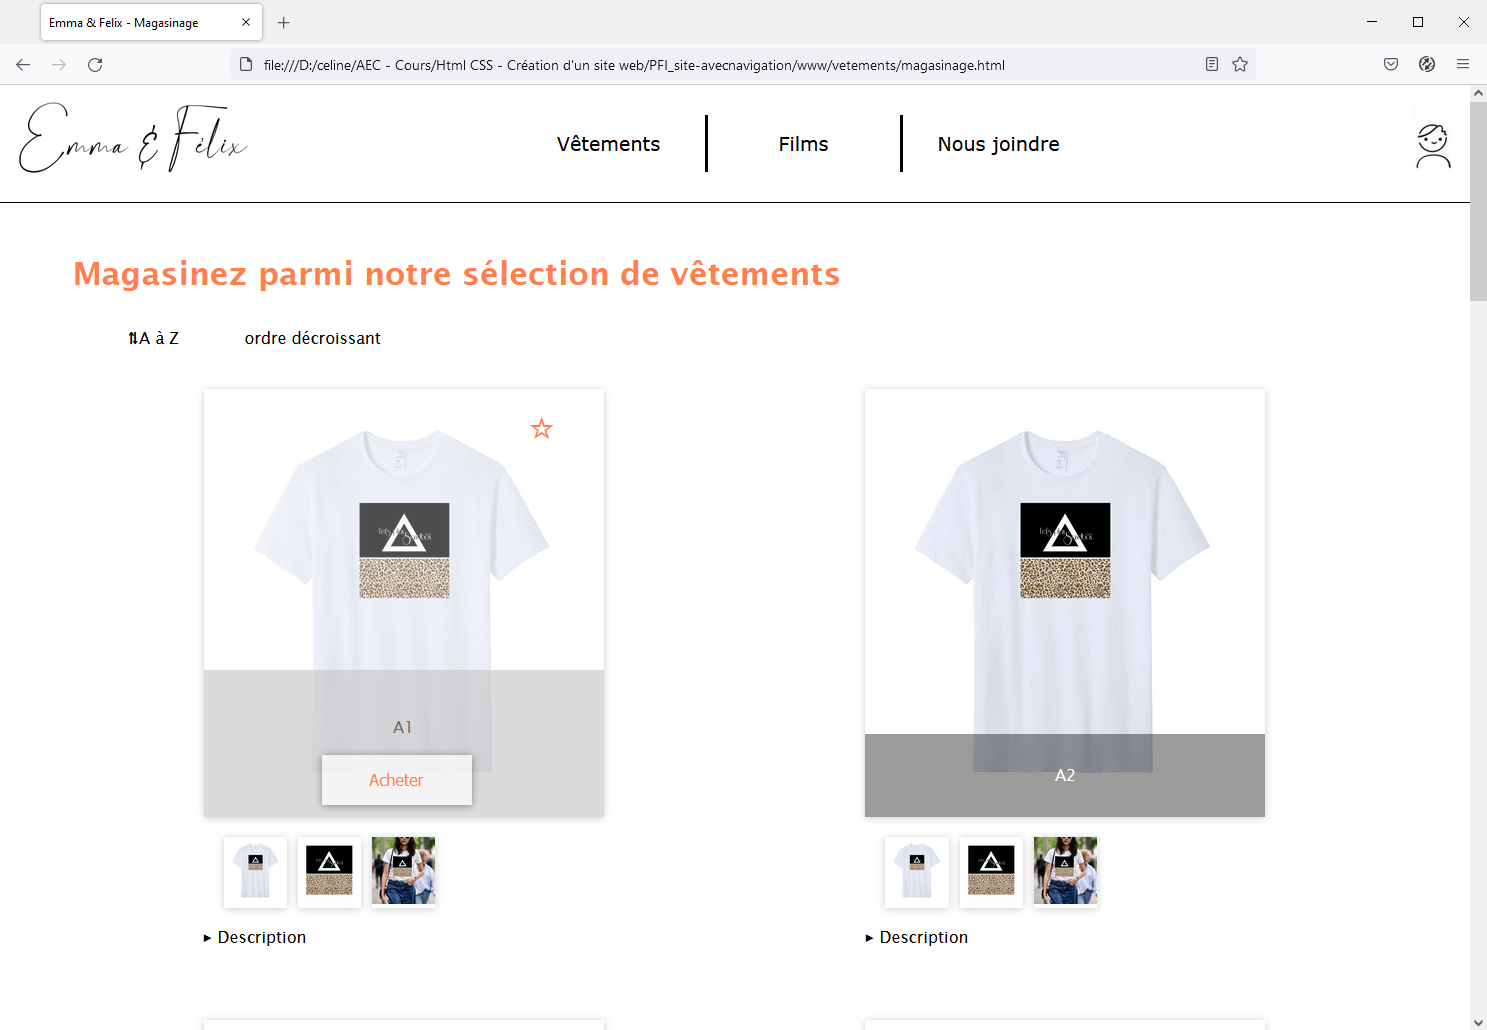 Emma & Felix - Magasinage
file:///D:/celine/AEC - Cours/Html CSS - Création d'un site web/PFI_site-avecnavigation/www/vetements/magasinage.html
Emma & Félix
Vêtements
Films
Nous joindre
Magasinez parmi notre sélection de vêtements
⇅A à Z
ordre décroissant
A1
Acheter
A2
▸ Description
▸ Description